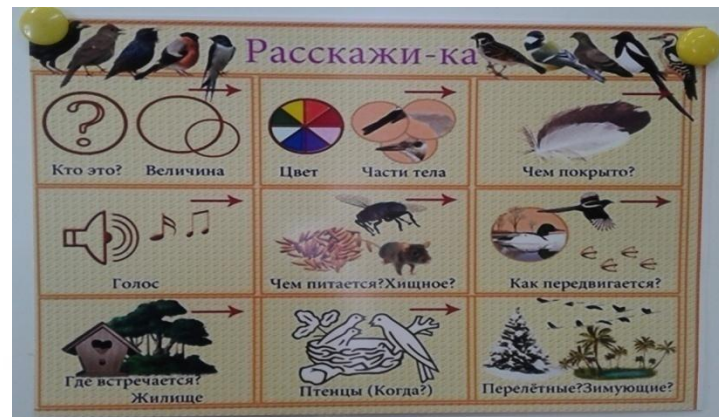 Расскажи-ка
Кто это? Величина
Цвет Части тела
Чем покрыто?
Голос
Чем питается?Хищное?
Как передвигается?
Где встречается?
Жилище
Птенцы (Когда?)
Перелётные?Зимующие?